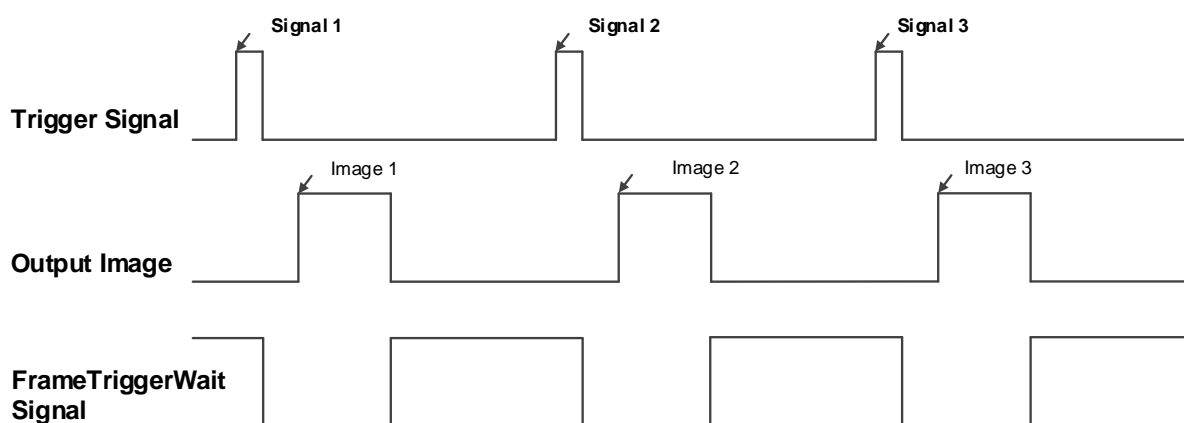 Signal 1
Signal 2
Signal 3
Trigger Signal
Image 1
Image 2
Image 3
Output Image
FrameTriggerWait
Signal